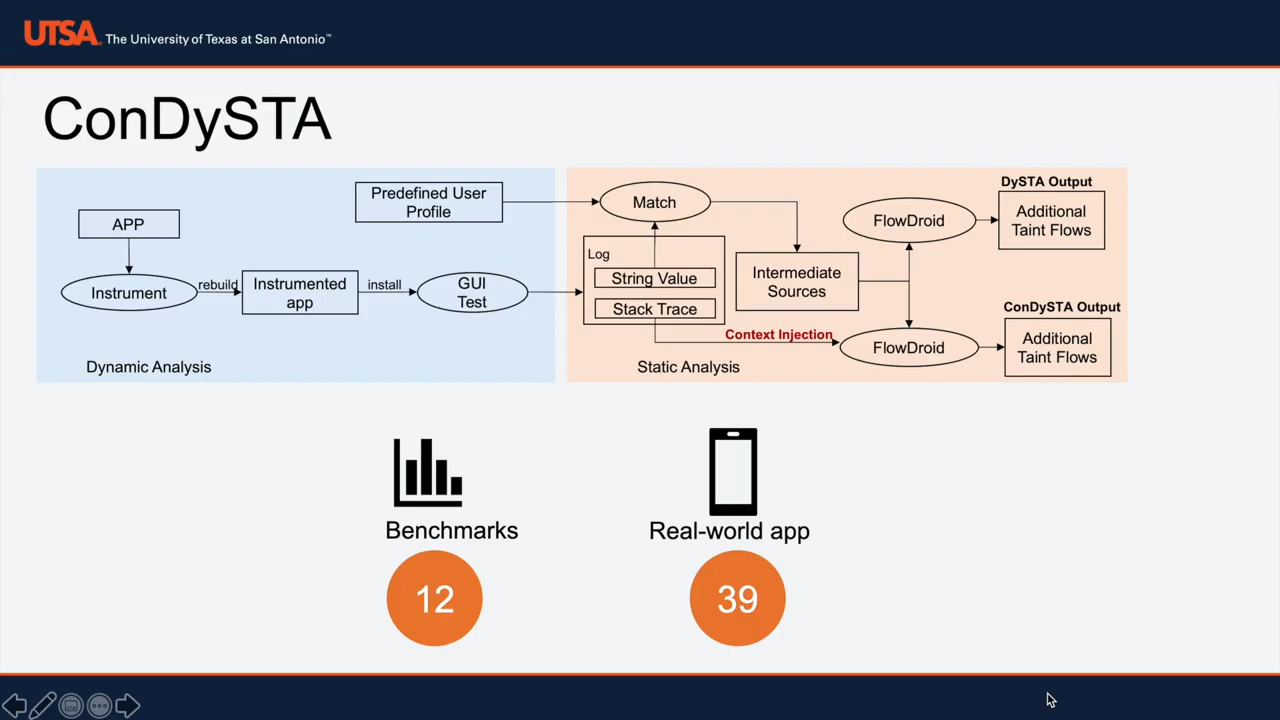 UTSA. The University of Texas at San Antonio™
ConDySTA
Predefined User
Profile
APP
Instrument
rebuild
Instrumented
app
install
GUI
Test
Dynamic Analysis
Match
Log
String Value
Stack Trace
Context Injection
Static Analysis
Intermediate
Sources
FlowDroid
DySTA Output
Additional
Taint Flows
ConDySTA Output
FlowDroid
Additional
Taint Flows
Benchmarks
12
Real-world app
39